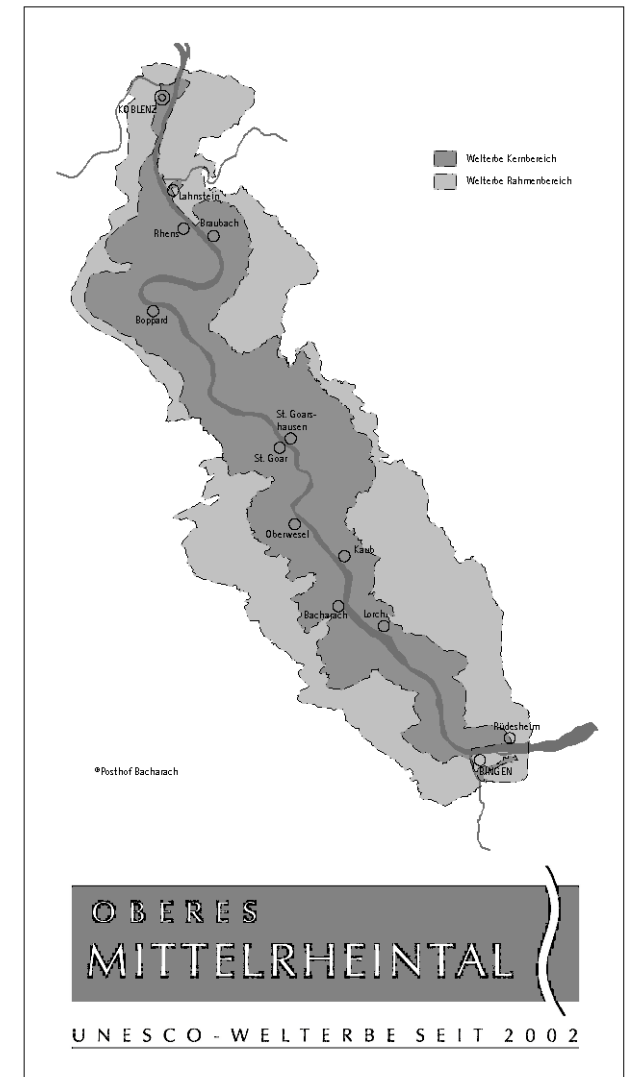 KOBLENZ
Welterbe Kernbereich
Welterbe Rahmenbereich
Lahnstein
Braubach
Rhens
Boppard
St. Goars-
hausen
St. Goar
Oberwesel
Kaub
Bacharach
Lorch
Rüdesheim
BINGEN
©Posthof Bacharach
OBERES
MITTELRHEINTAL
UNESCO-WELTERBE SEIT 2002